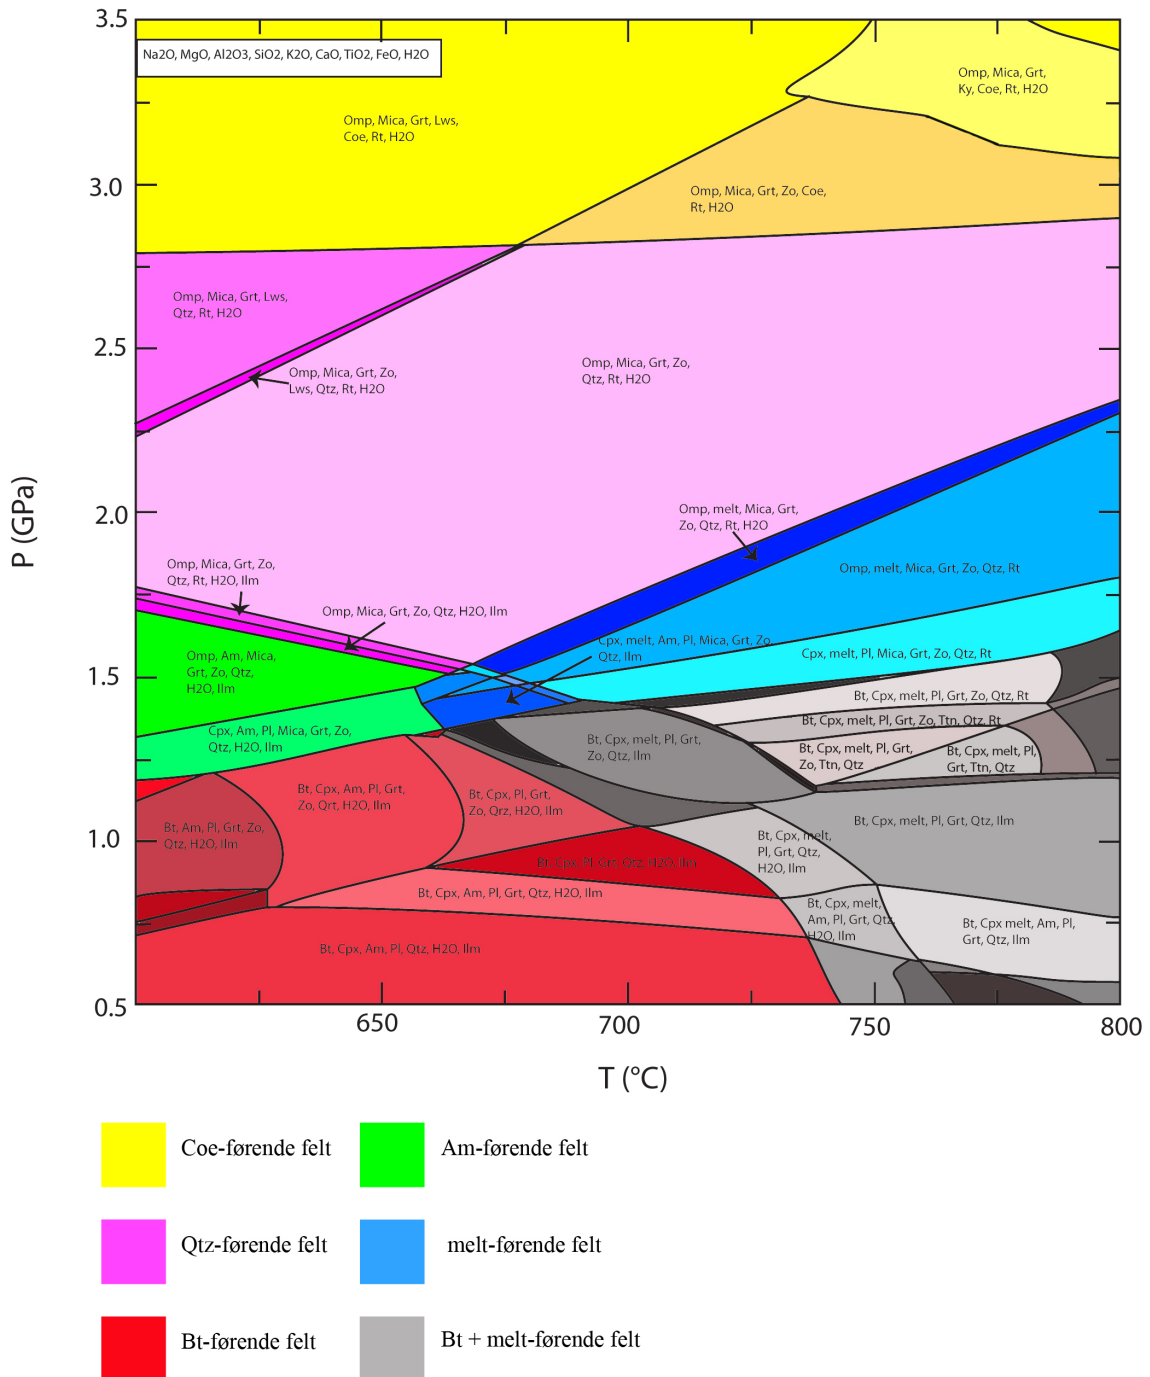 3.5
Na2O, MgO, Al2O3, SiO2, K2O, CaO, TiO2, FeO, H2O
Omp, Mica, Grt,
Ky, Coe, Rt, H2O
Omp, Mica, Grt, Lws,
Coe, Rt, H2O
3.0
Omp, Mica, Grt, Zo, Coe,
Rt, H2O
Omp, Mica, Grt, Lws,
Qtz, Rt, H2O
2.5
Omp, Mica, Grt, Zo,
Lws, Qtz, Rt, H2O
Omp, Mica, Grt, Zo,
Qtz, Rt, H2O
P (GPa)
2.0
Omp, melt, Mica, Grt,
Zo, Qtz, Rt, H2O
Omp, melt, Mica, Grt, Zo, Qtz, Rt
Omp, Mica, Grt, Zo,
Qtz, Rt, H2O, Ilm
Omp, Mica, Grt, Zo, Qtz, H2O, Ilm
Cpx, melt, Am, Pl, Mica, Grt, Zo,
Qtz, Ilm
1.5
Omp, Am, Mica,
Grt, Zo, Qtz,
H2O, Ilm
Cpx, melt, Pl, Mica, Grt, Zo, Qtz, Rt
Bt, Cpx, melt, Pl, Grt, Zo, Qtz, Rt
Bt, Cpx, melt, Pl, Grt, Zo, Ttn, Qtz, Rt
Cpx, Am, Pl, Mica, Grt, Zo,
Qtz, H2O, Ilm
Bt, Cpx, melt, Pl, Grt,
Zo, Qtz, Ilm
Bt, Cpx, melt, Pl, Grt,
Zo, Ttn, Qtz
Bt, Cpx, melt, Pl,
Grt, Ttn, Qtz
Bt, Cpx, Am, Pl, Grt,
Zo, Qrt, H2O, Ilm
Bt, Cpx, Pl, Grt,
Zo, Qrz, H2O, Ilm
1.0
Bt, Am, Pl, Grt, Zo,
Qtz, H2O, Ilm
Bt, Cpx, melt, Pl, Grt, Qtz, Ilm
Bt, Cpx, melt,
Pl, Grt, Qtz,
H2O, Ilm
Bt, Cpx, Pl, Grt, Qtz, H2O, Ilm
Bt, Cpx, Am, Pl, Grt, Qtz, H2O, Ilm
Bt, Cpx, melt,
Am, Pl, Grt, Qtz,
H2O, Ilm
Bt, Cpx melt, Am, Pl,
Grt, Qtz, Ilm
Bt, Cpx, Am, Pl, Qtz, H2O, Ilm
0.5
650
700
750
800
T (°C)
Coe-førende felt
Am-førende felt
Qtz-førende felt
melt-førende felt
Bt-førende felt
Bt + melt-førende felt